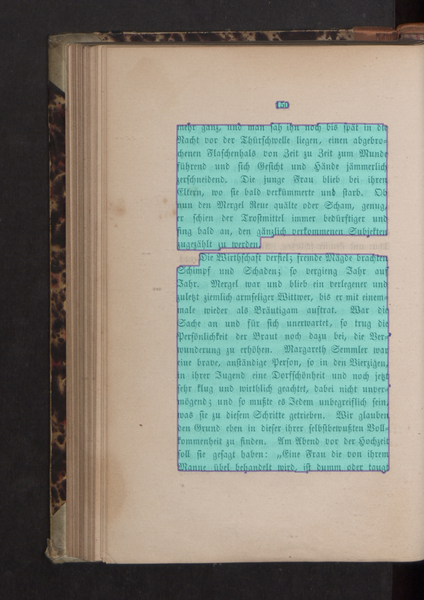 mehr ganz, und man sah ihn noch bis spät in die
Nacht vor der Thürschwelle liegen, einen abgebro-
chenen Flaschenhals von Zeit zu Zeit zum Munde
führend und sich Gesicht und Hände jämmerlich
zerschneidend. Die junge Frau blieb bei ihren
Eltern, wo sie bald verkümmerte und starb. Ob
nun den Mergel Reue quälte oder Scham, genug,
er schien der Trostmittel immer bedürftiger und
fing bald an, den gänzlich verkommenen Subjekten
zugezählt zu werden.
Die Wirthschaft verfiel; fremde Mägde brachten
Schimpf und Schaden; so verging Jahr auf
Jahr. Mergel war und blieb ein verlegener und
zuletzt ziemlich armseliger Wittwer, bis er mit einem-
male wieder als Bräutigam auftrat. War die
Sache an und für sich unerwartet, so trug die
Persönlichkeit der Braut noch dazu bei, die Ver-
wunderung zu erhöhen. Margareth Semmler war
eine brave, anständige Person, so in den Vierzigen,
in ihrer Jugend eine Dorfschönheit und noch jetzt
sehr klug und wirthlich geachtet, dabei nicht unver-
mögend; und so mußte es Jedem unbegreiflich sein,
was sie zu diesem Schritte getrieben. Wir glauben
den Grund eben in dieser ihrer selbstbewußten Voll-
kommenheit zu finden. Am Abend vor der Hochzeit
soll sie gesagt haben: „Eine Frau die von ihrem
Manne übel behandelt wird, ist dumm oder taugt